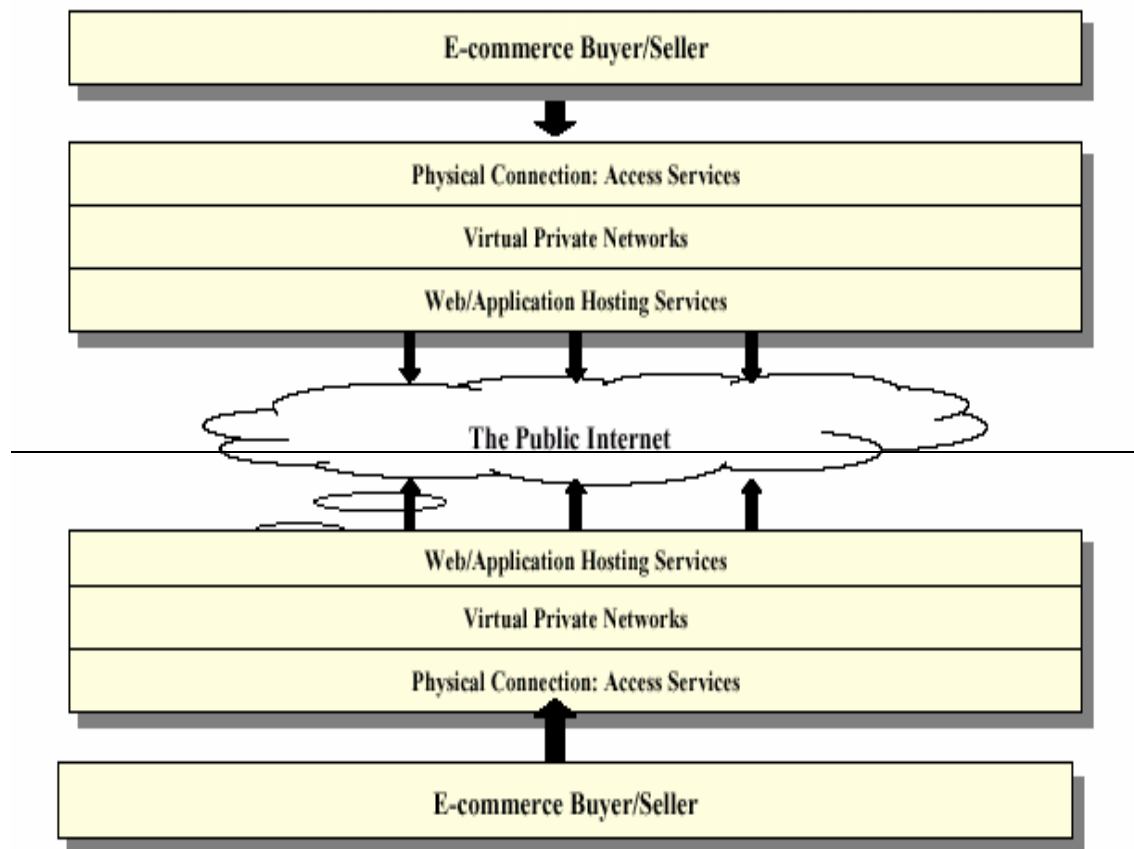 E-commerce Buyer/Seller
Physical Connection: Access Services
Virtual Private Networks
Web/Application Hosting Services
The Public Internet
Web/Application Hosting Services
Virtual Private Networks
Physical Connection: Access Services
E-commerce Buyer/Seller